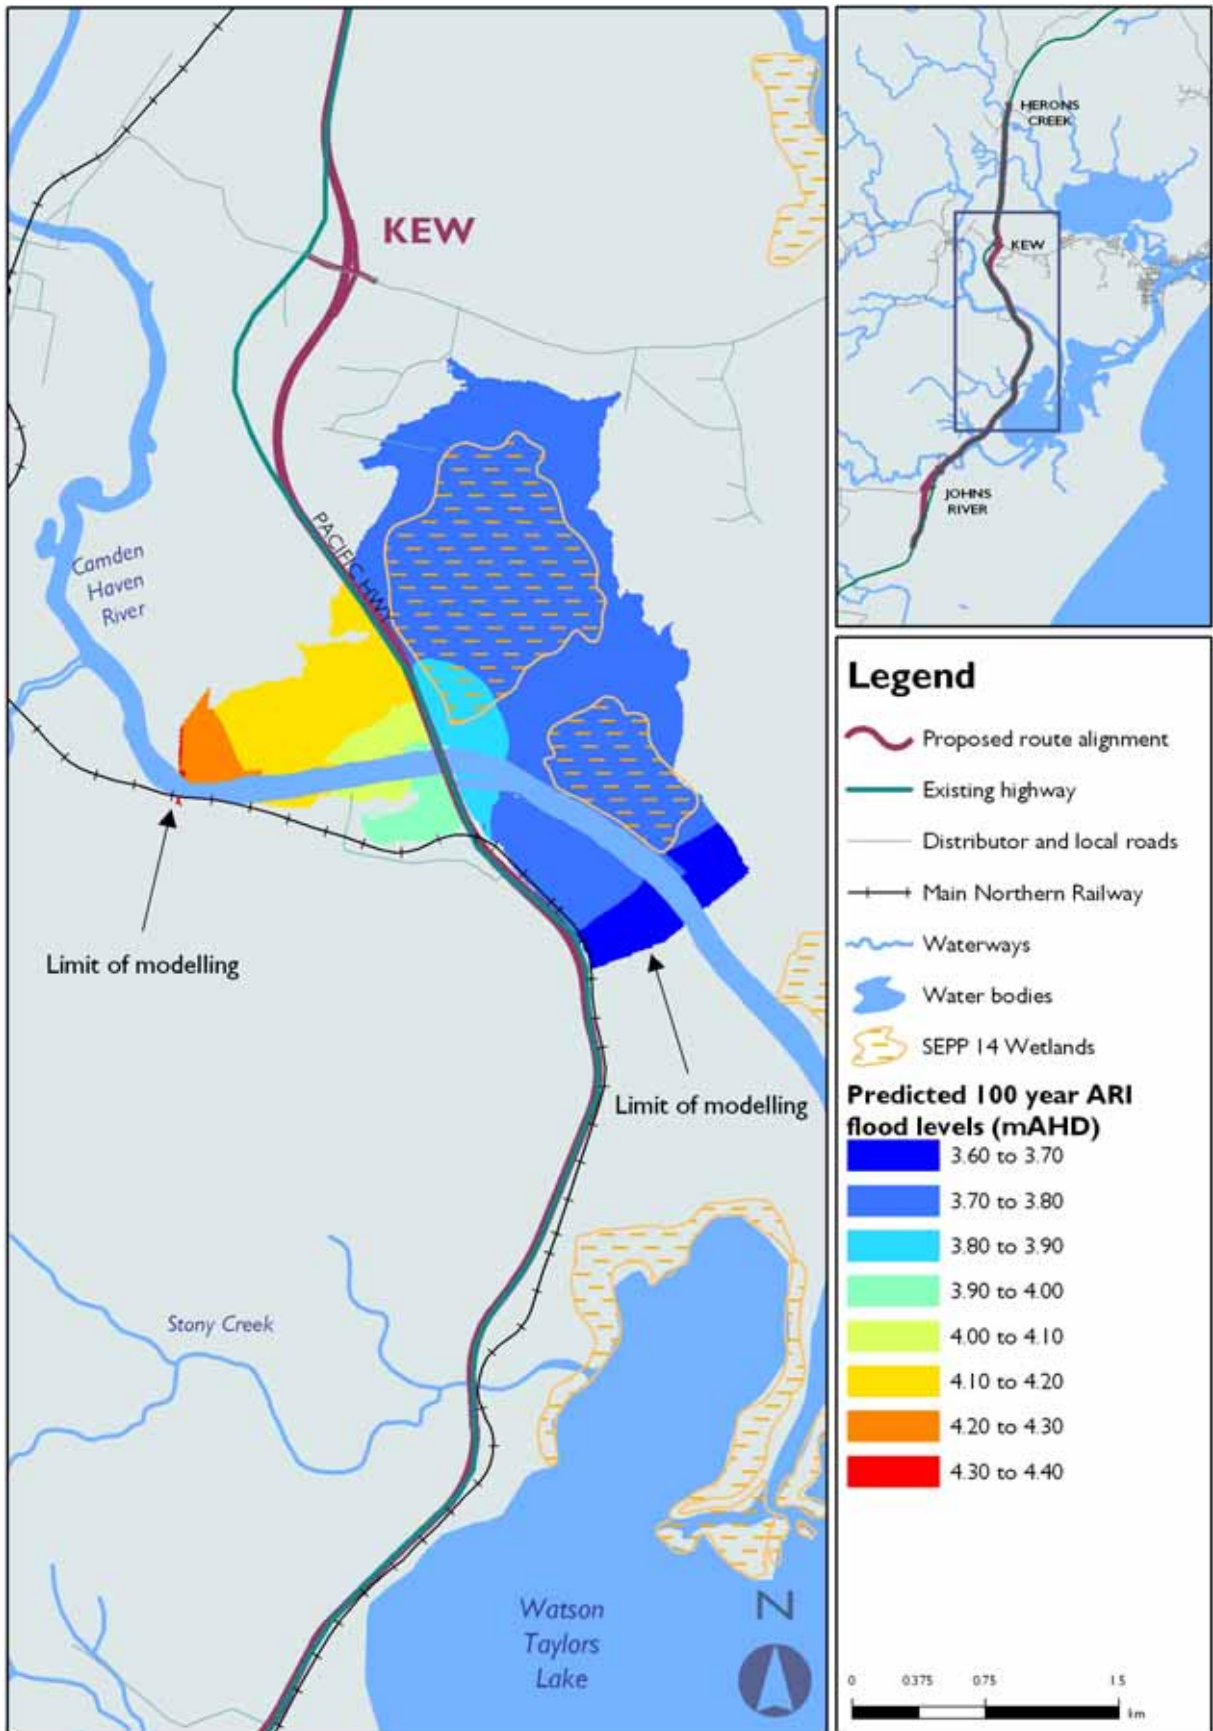 KEW
PACIFIC HWY
Camden
Haven
River
Limit of modelling
Limit of modelling
Stony Creek
Watson
Taylors
Lake
N
HERONS
CREEK
KEW
JOHNS
RIVER
Legend
Proposed route alignment
Existing highway
Distributor and local roads
Main Northern Railway
Waterways
Water bodies
SEPP 14 Wetlands
Predicted 100 year ARI
flood levels (mAHD)
3.60 to 3.70
3.70 to 3.80
3.80 to 3.90
3.90 to 4.00
4.00 to 4.10
4.10 to 4.20
4.20 to 4.30
4.30 to 4.40
0 0.375 0.75 1.5
km